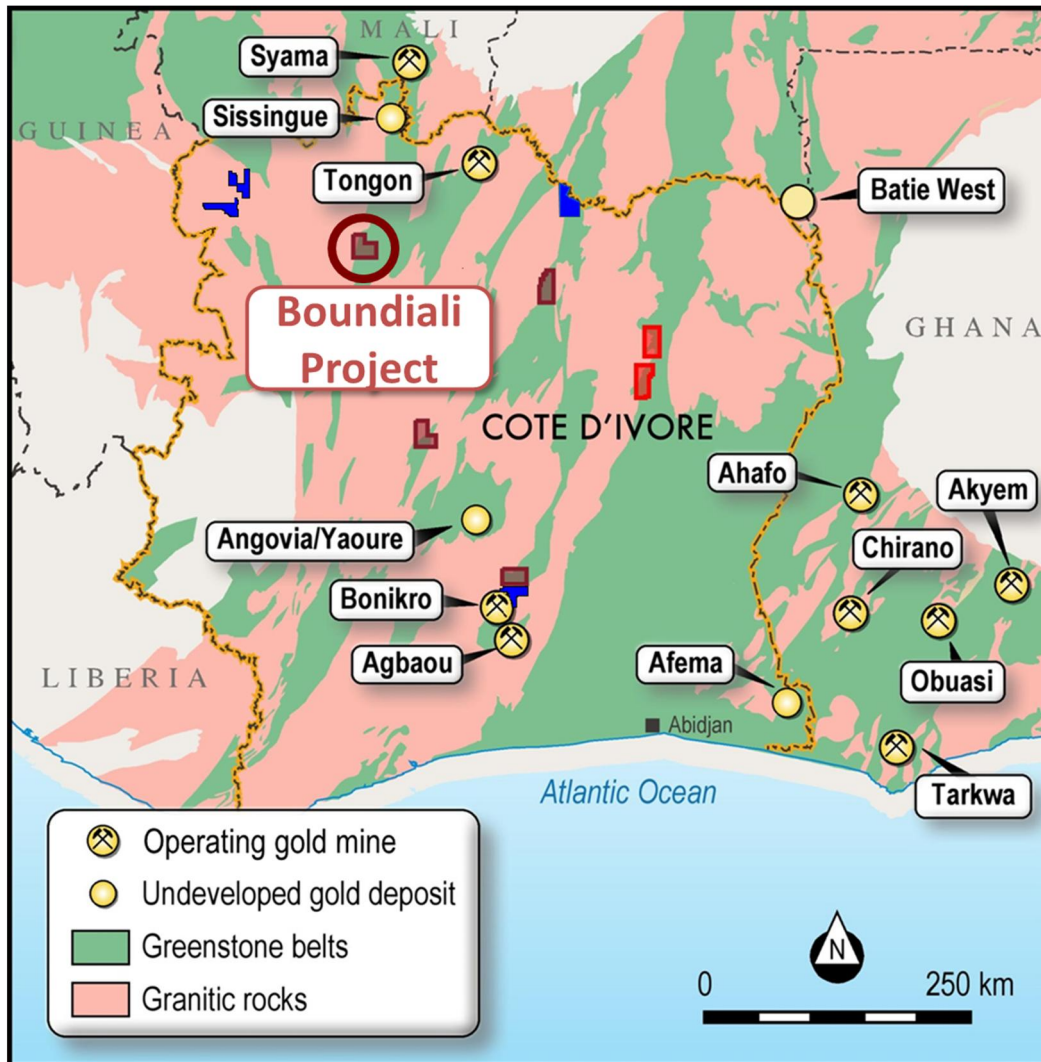 MALI
Syama
Sissingue
GUINEA
Tongon
Batie West
Boundiali
Project
GHANA
COTE D'IVORE
Ahafo
Akyem
Angovia/Yaoure
Chirano
Bonikro
Agbaou
Afema
Obuasi
LIBERIA
Abidjan
Tarkwa
Atlantic Ocean
Operating gold mine
Undeveloped gold deposit
Greenstone belts
Granitic rocks
N
0 250 km